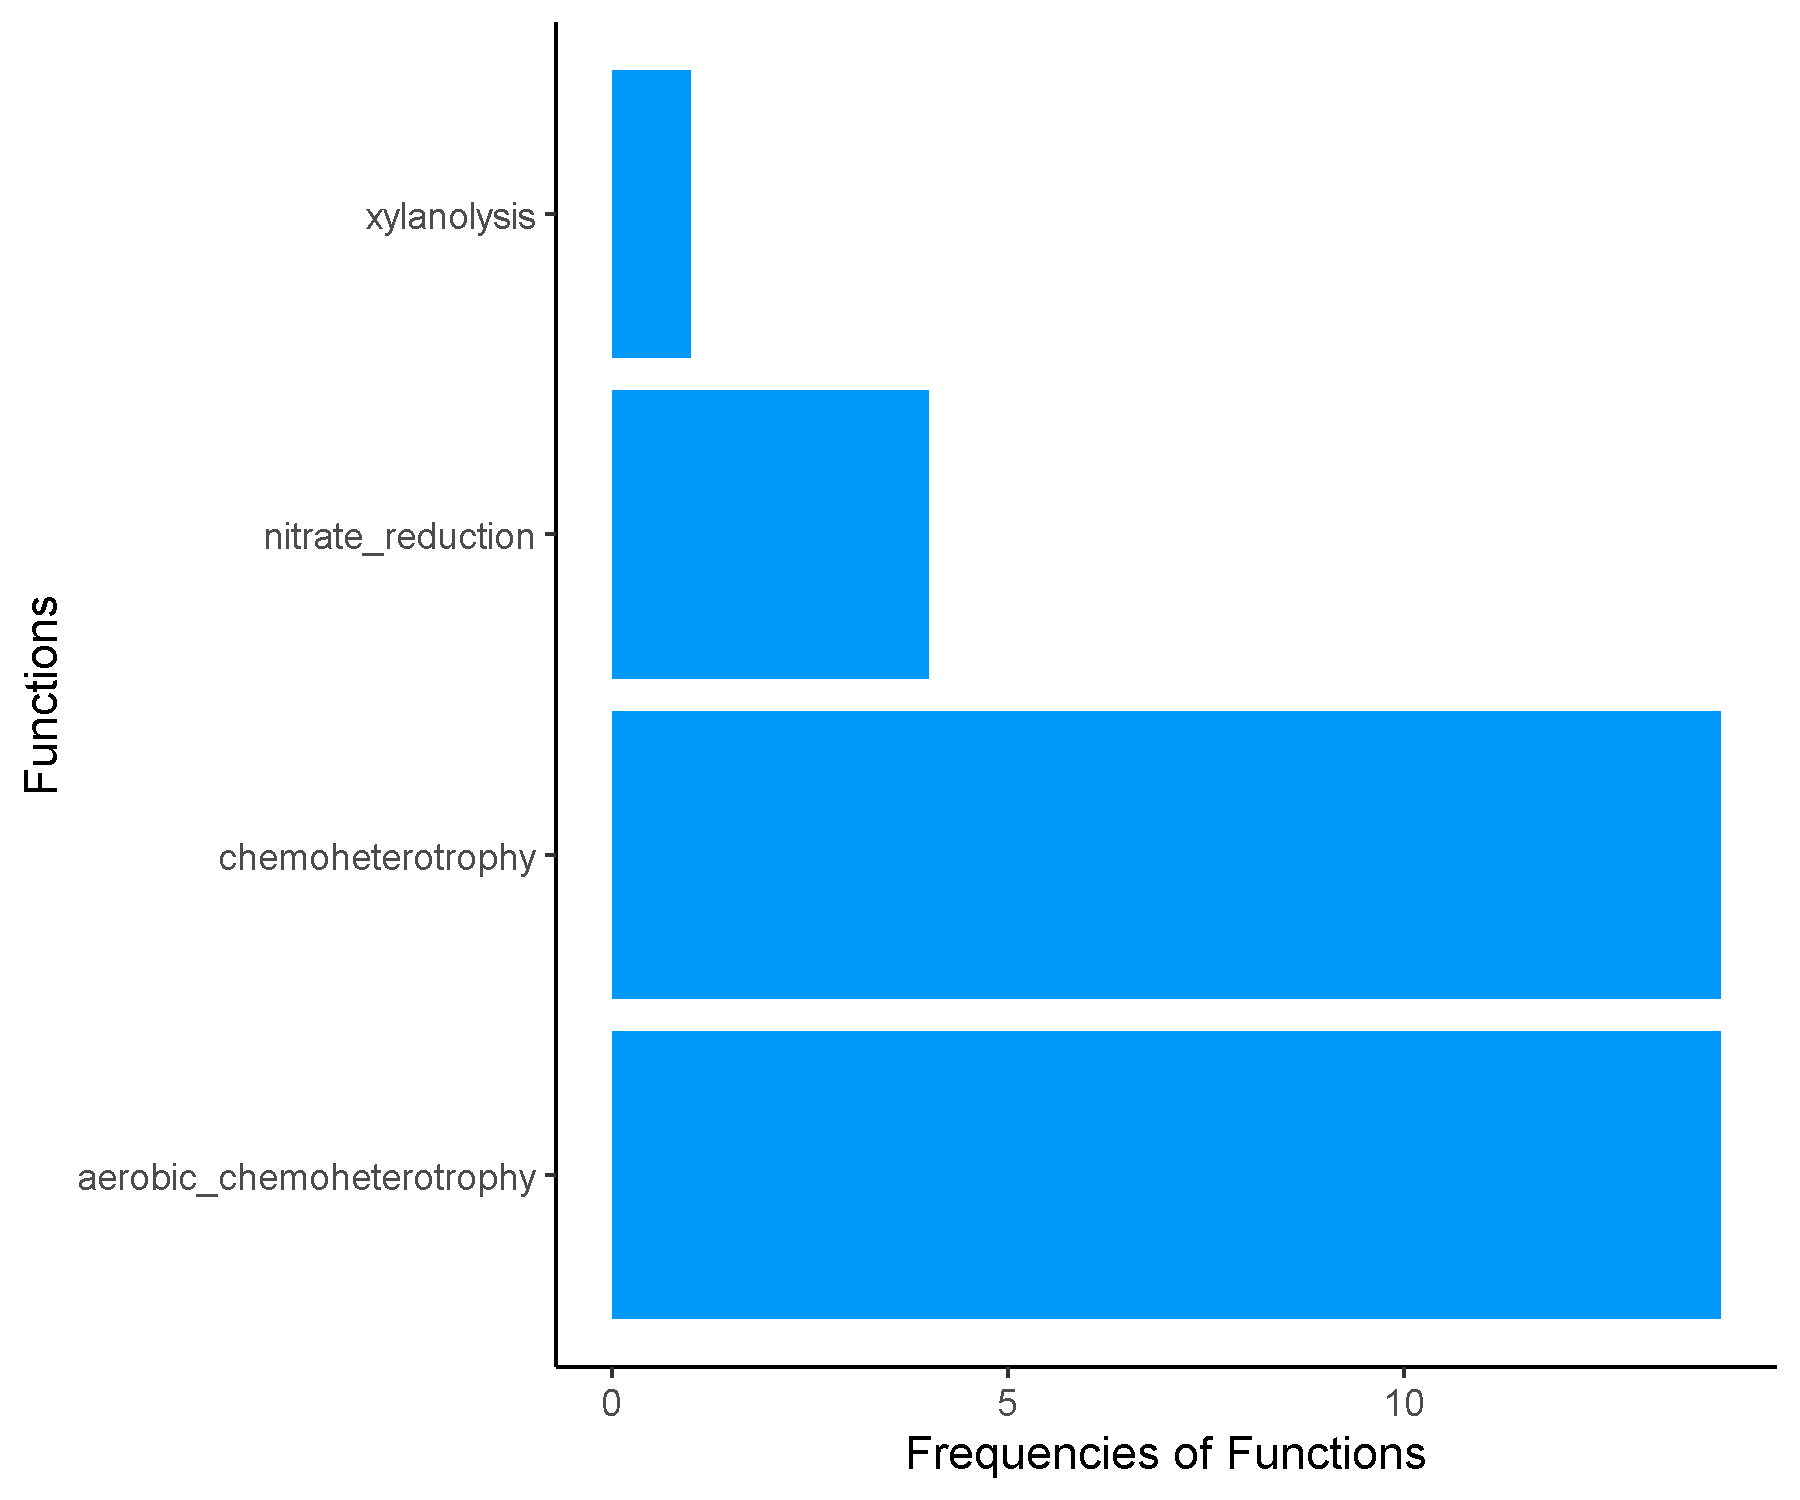 Functions
xylanolysis
nitrate_reduction
chemoheterotrophy
aerobic_chemoheterotrophy
0 5 10
Frequencies of Functions